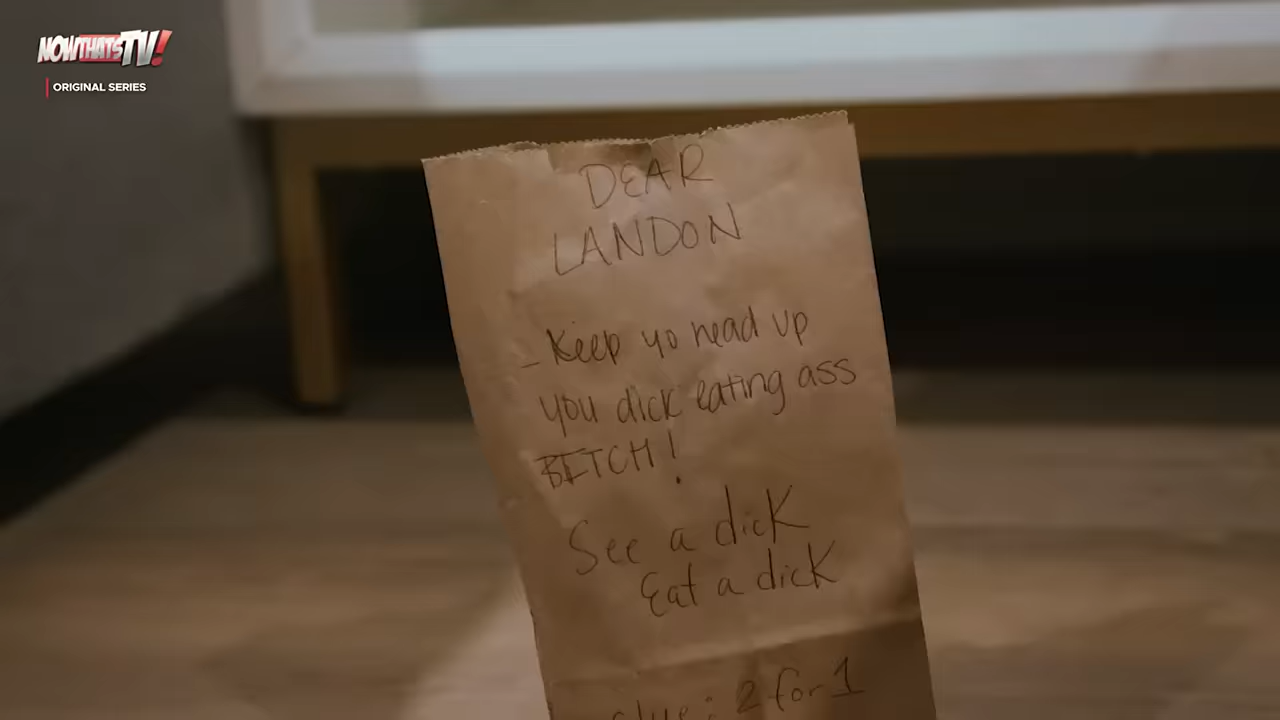 NOWTHATSTV!
ORIGINAL SERIES
DEAR
LANDON
- Keep yo head up
you dick eating ass
BITCH!
See a dick
Eat a dick
clue: 2 for 1